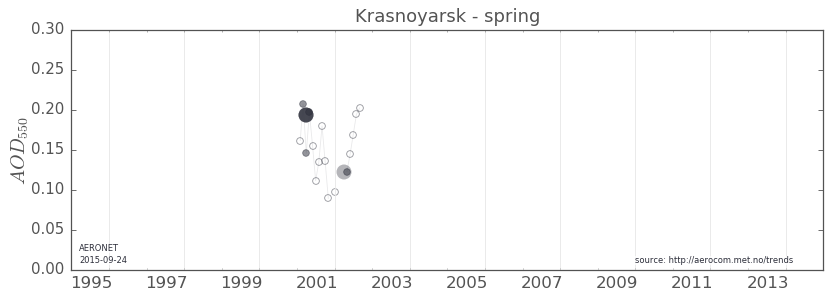 Krasnoyarsk - spring
0.30
0.25
0.20
0.15
0.10
0.05
0.00
AOD550
AERONET
2015-09-24
source: http://aerocom.met.no/trends
1995 1997 1999 2001 2003 2005 2007 2009 2011 2013